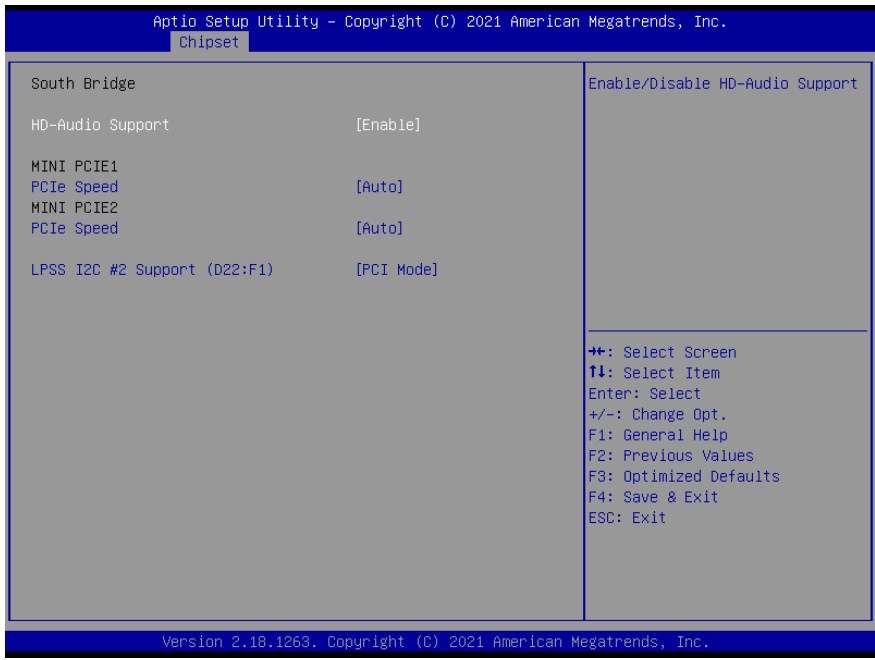 Aptio Setup Utility – Copyright (C) 2021 American Megatrends, Inc.
Chipset
South Bridge
HD-Audio Support [Enable]
MINI PCIE1
PCIe Speed [Auto]
MINI PCIE2
PCIe Speed [Auto]
LPSS I2C #2 Support (D22:F1) [PCI Mode]
Enable/Disable HD-Audio Support
→←: Select Screen
↑↓: Select Item
Enter: Select
+/-: Change Opt.
F1: General Help
F2: Previous Values
F3: Optimized Defaults
F4: Save & Exit
ESC: Exit
Version 2.18.1263. Copyright (C) 2021 American Megatrends, Inc.